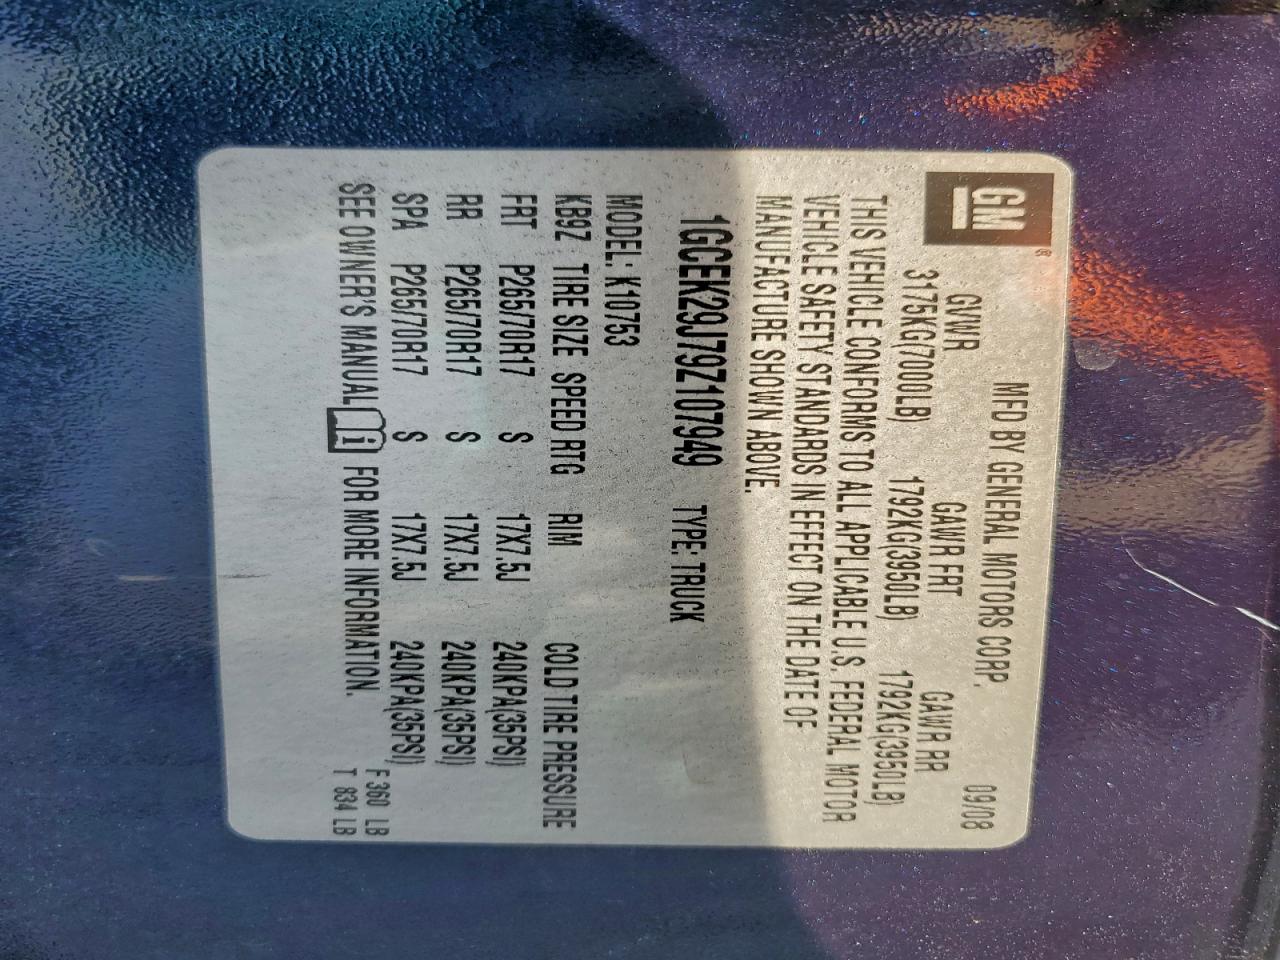 GM®
MFD BY GENERAL MOTORS CORP. 09/08
GVWR GAWR FRT GAWR RR
3175KG(7000LB) 1792KG(3950LB) 1792KG(3950LB)
THIS VEHICLE CONFORMS TO ALL APPLICABLE U.S. FEDERAL MOTOR
VEHICLE SAFETY STANDARDS IN EFFECT ON THE DATE OF
MANUFACTURE SHOWN ABOVE.
1GCEK29J79Z107949 TYPE: TRUCK
MODEL: K10753
KB9Z TIRE SIZE SPEED RTG RIM COLD TIRE PRESSURE
FRT P265/70R17 S 17X7.5J 240KPA(35PSI)
RR P265/70R17 S 17X7.5J 240KPA(35PSI)
SPA P265/70R17 S 17X7.5J 240KPA(35PSI)
SEE OWNER'S MANUAL i FOR MORE INFORMATION.
F 360 LB
T 834 LB